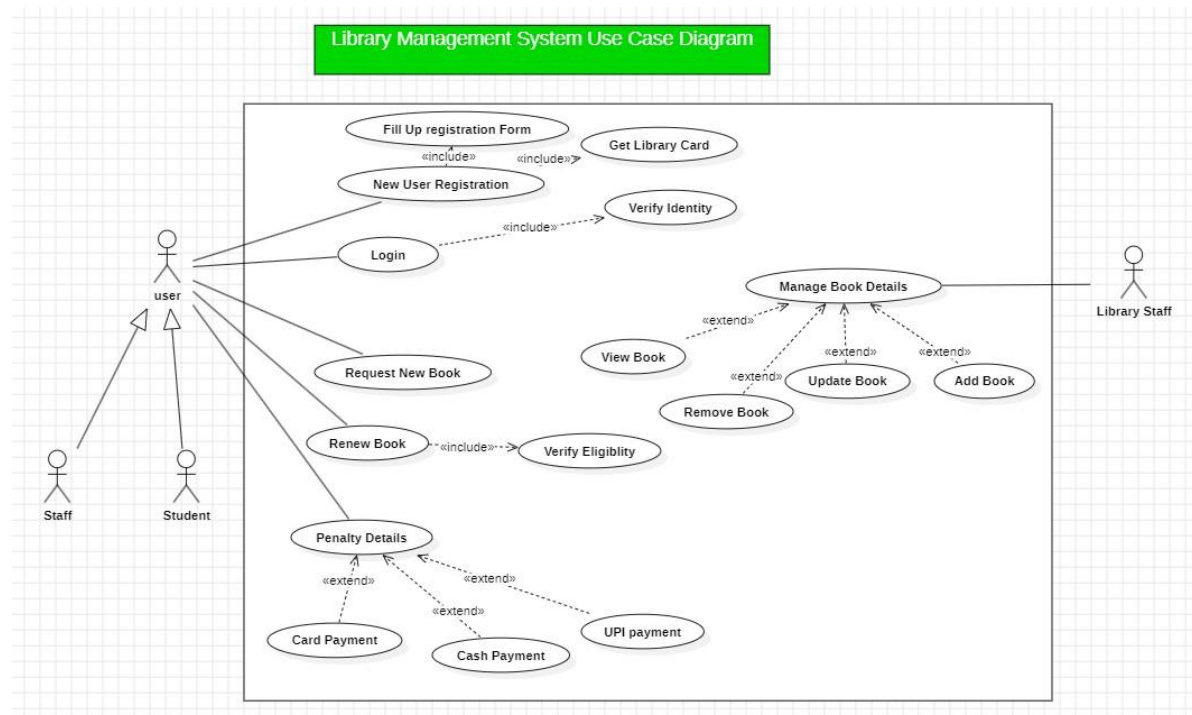 Library Management System Use Case Diagram
Fill Up registration Form
«include»
«include»
Get Library Card
New User Registration
Verify Identity
«include»
Login
user
Manage Book Details
Library Staff
«extend»
View Book
«extend»
«extend»
«extend»
Request New Book
Update Book
Add Book
Remove Book
Renew Book
«include»
Verify Eligiblity
Staff
Student
Penalty Details
«extend»
«extend»
«extend»
Card Payment
Cash Payment
UPI payment